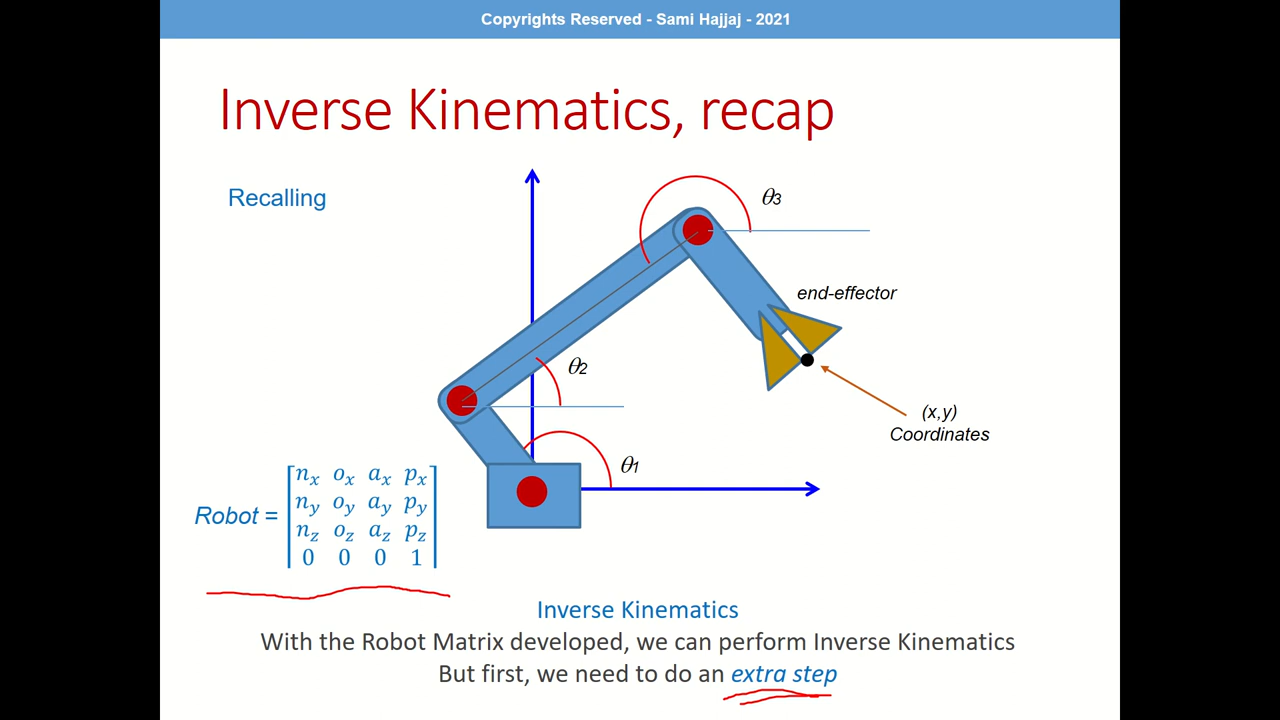 Copyrights Reserved - Sami Hajjaj - 2021
Inverse Kinematics, recap
Recalling
θ3
end-effector
θ2
(x,y)
Coordinates
θ1
Robot =
nx ox ax px
ny oy ay py
nz oz az pz
0 0 0 1
Inverse Kinematics
With the Robot Matrix developed, we can perform Inverse Kinematics
But first, we need to do an extra step